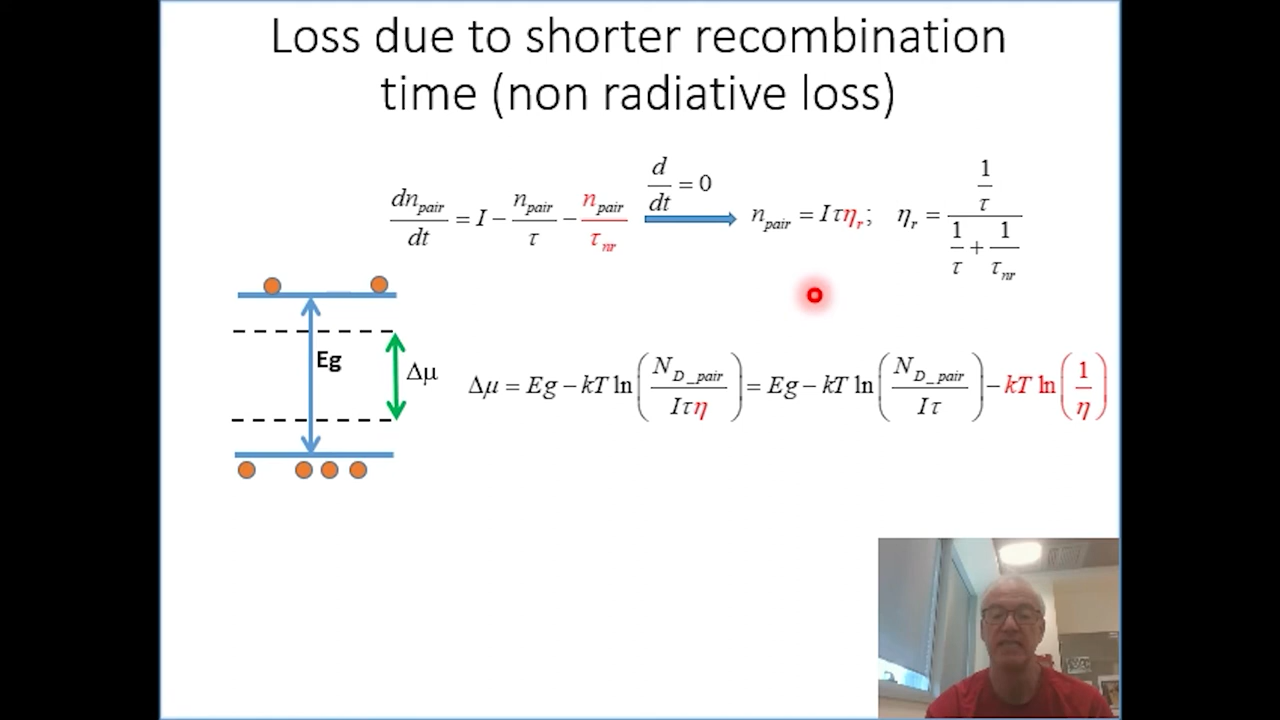 Loss due to shorter recombination
time (non radiative loss)
dn_pair/dt = I − n_pair/τ − n_pair/τ_nr
d/dt = 0
n_pair = Iτη_r; η_r = (1/τ)/(1/τ + 1/τ_nr)
Eg
Δμ
Δμ = Eg − kT ln(N_D_pair/Iτη) = Eg − kT ln(N_D_pair/Iτ) − kT ln(1/η)